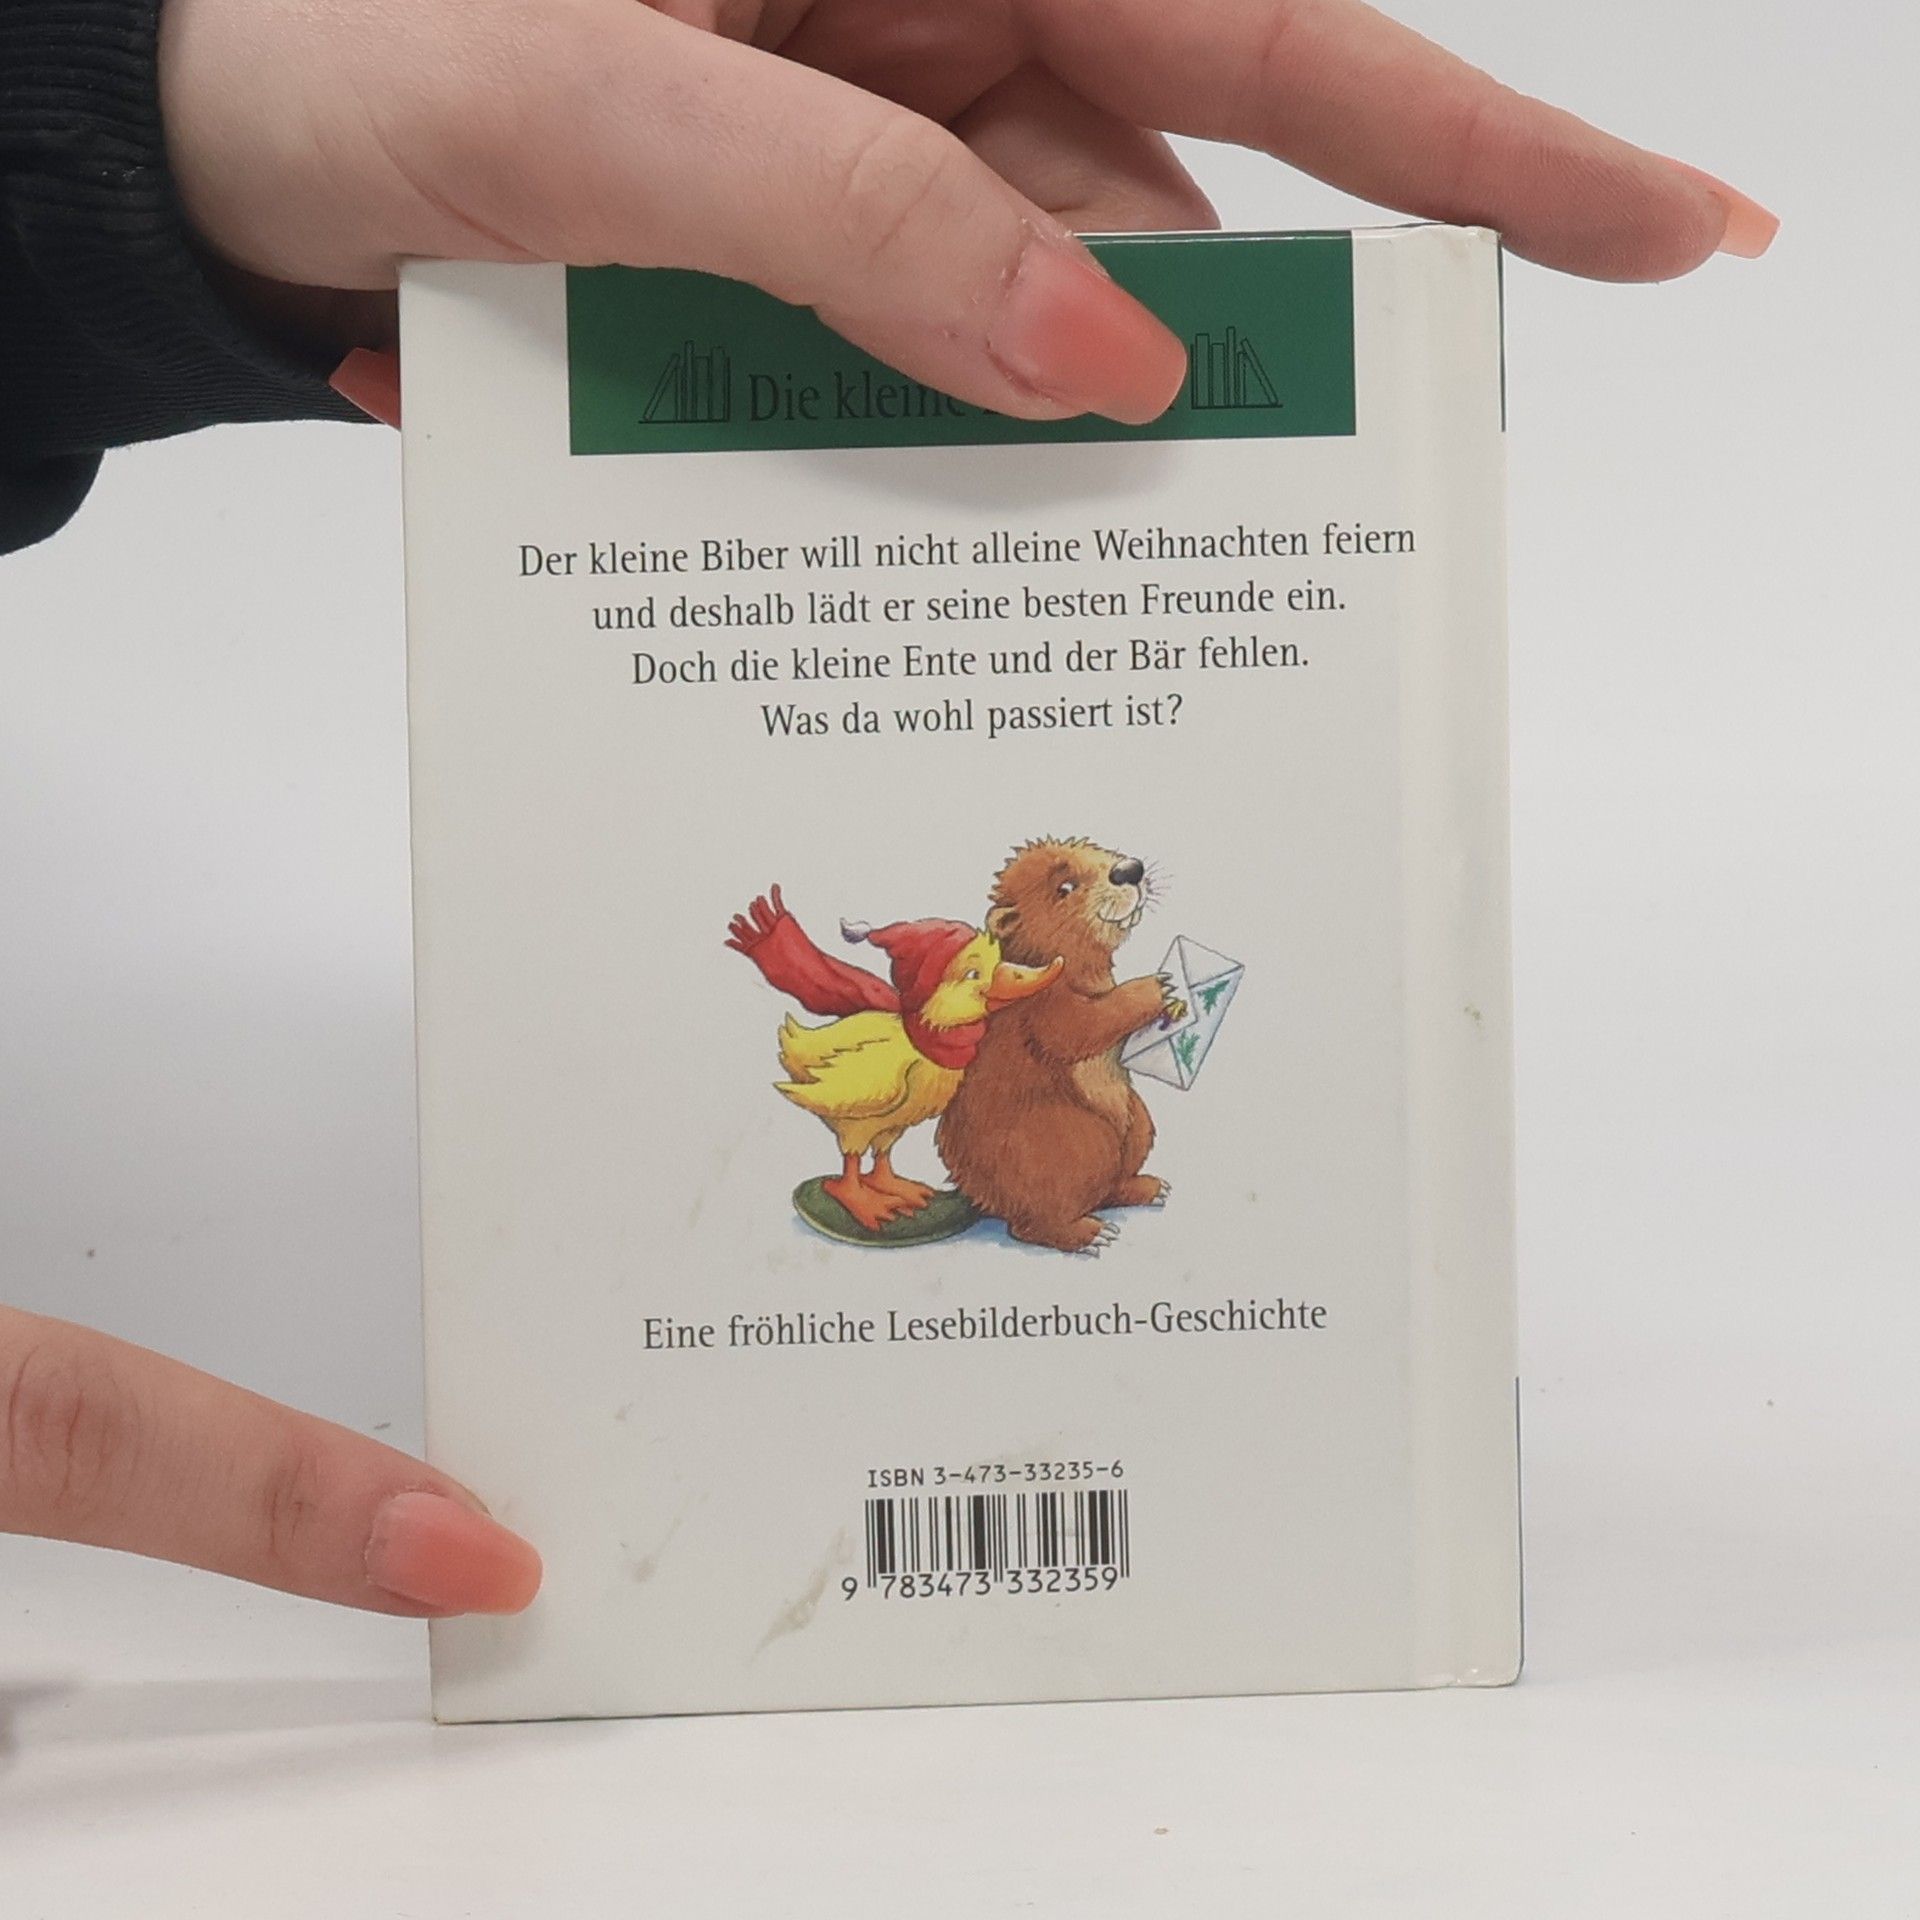 Die kleine
Der kleine Biber will nicht alleine Weihnachten feiern
und deshalb lädt er seine besten Freunde ein.
Doch die kleine Ente und der Bär fehlen.
Was da wohl passiert ist?
Eine fröhliche Lesebilderbuch-Geschichte
ISBN 3-473-33235-6
9 783473 332359